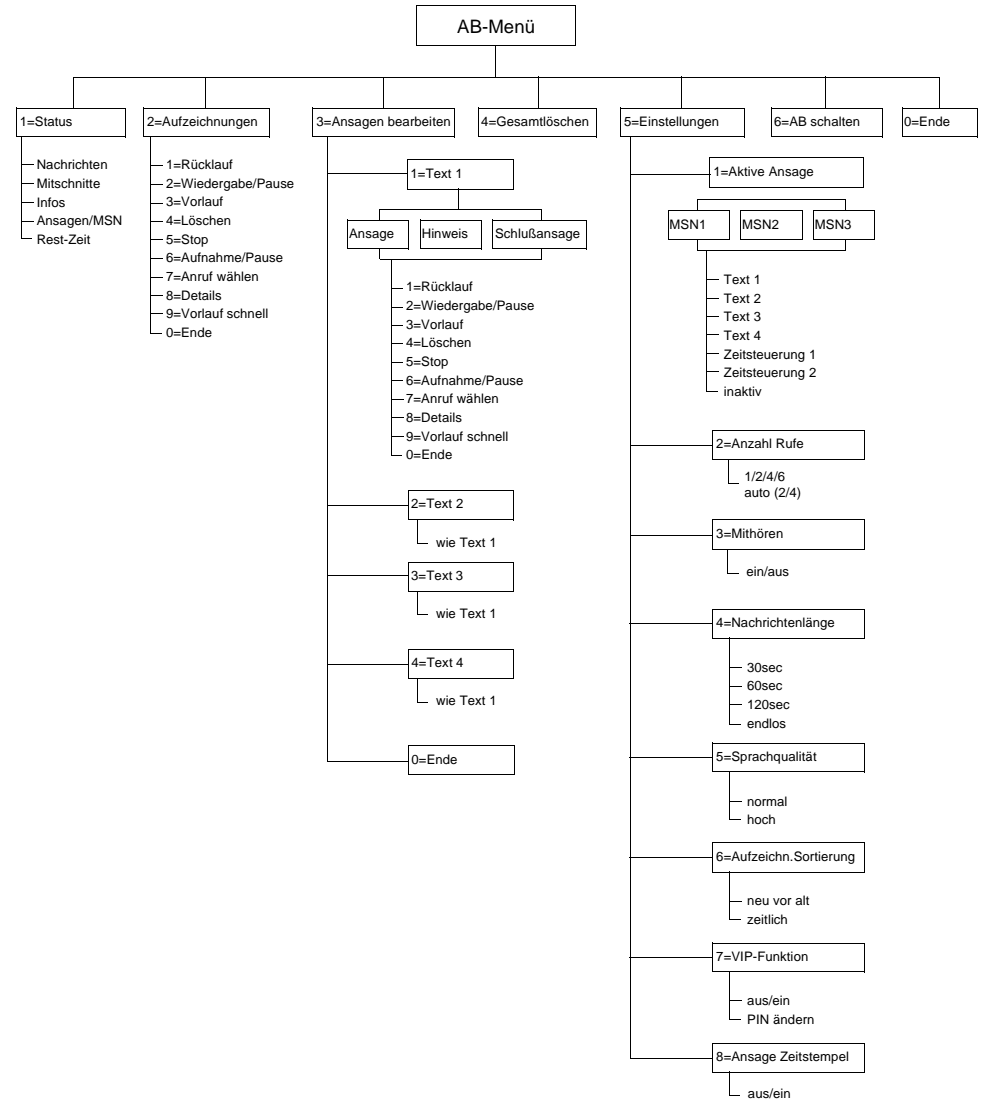 AB-Menü
1=Status
2=Aufzeichnungen
3=Ansagen bearbeiten
4=Gesamtlöschen
5=Einstellungen
6=AB schalten
0=Ende
Nachrichten
Mitschnitte
Infos
Ansagen/MSN
Rest-Zeit
1=Rücklauf
2=Wiedergabe/Pause
3=Vorlauf
4=Löschen
5=Stop
6=Aufnahme/Pause
7=Anruf wählen
8=Details
9=Vorlauf schnell
0=Ende
1=Text 1
Ansage
Hinweis
Schlußansage
1=Rücklauf
2=Wiedergabe/Pause
3=Vorlauf
4=Löschen
5=Stop
6=Aufnahme/Pause
7=Anruf wählen
8=Details
9=Vorlauf schnell
0=Ende
2=Text 2
wie Text 1
3=Text 3
wie Text 1
4=Text 4
wie Text 1
0=Ende
1=Aktive Ansage
MSN1
MSN2
MSN3
Text 1
Text 2
Text 3
Text 4
Zeitsteuerung 1
Zeitsteuerung 2
inaktiv
2=Anzahl Rufe
1/2/4/6
auto (2/4)
3=Mithören
ein/aus
4=Nachrichtenlänge
30sec
60sec
120sec
endlos
5=Sprachqualität
normal
hoch
6=Aufzeichn.Sortierung
neu vor alt
zeitlich
7=VIP-Funktion
aus/ein
PIN ändern
8=Ansage Zeitstempel
aus/ein